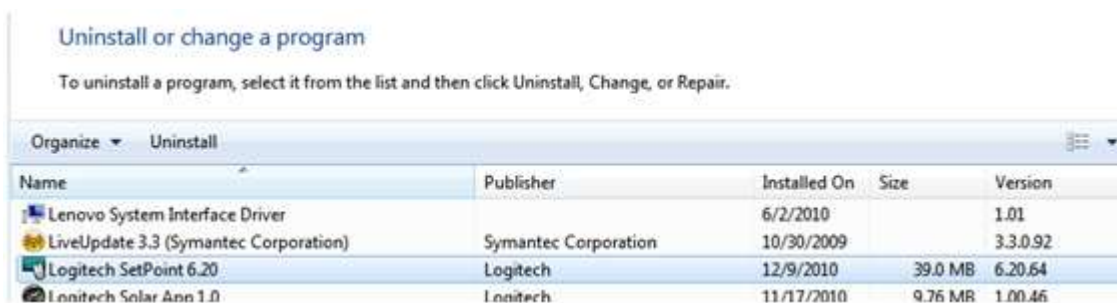 Uninstall or change a program
To uninstall a program, select it from the list and then click Uninstall, Change, or Repair.
Organize Uninstall
Name Publisher Installed On Size Version
Lenovo System Interface Driver 6/2/2010 1.01
LiveUpdate 3.3 (Symantec Corporation) Symantec Corporation 10/30/2009 3.3.0.92
Logitech SetPoint 6.20 Logitech 12/9/2010 39.0 MB 6.20.64
Logitech Solar App 1.0 Logitech 11/17/2010 9.76 MB 1.00.46